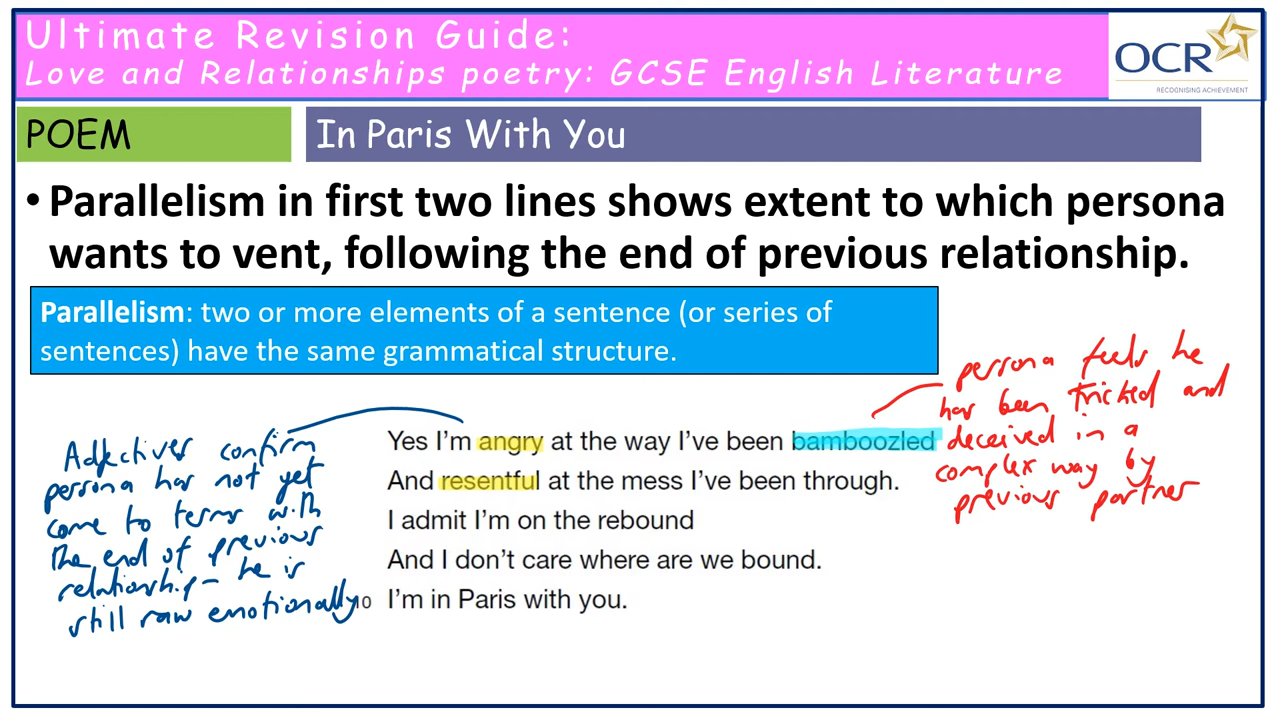 Ultimate Revision Guide:
Love and Relationships poetry: GCSE English Literature
OCR
RECOGNISING ACHIEVEMENT
POEM
In Paris With You
• Parallelism in first two lines shows extent to which persona
wants to vent, following the end of previous relationship.
Parallelism: two or more elements of a sentence (or series of
sentences) have the same grammatical structure.
Adjectives confirm
persona has not yet
come to terms with
the end of previous
relationship – he is
still raw emotionally
Yes I'm angry at the way I've been bamboozled
And resentful at the mess I've been through.
I admit I'm on the rebound
And I don't care where are we bound.
10 I'm in Paris with you.
persona feels he
has been tricked and
deceived in a
complex way by
previous partner